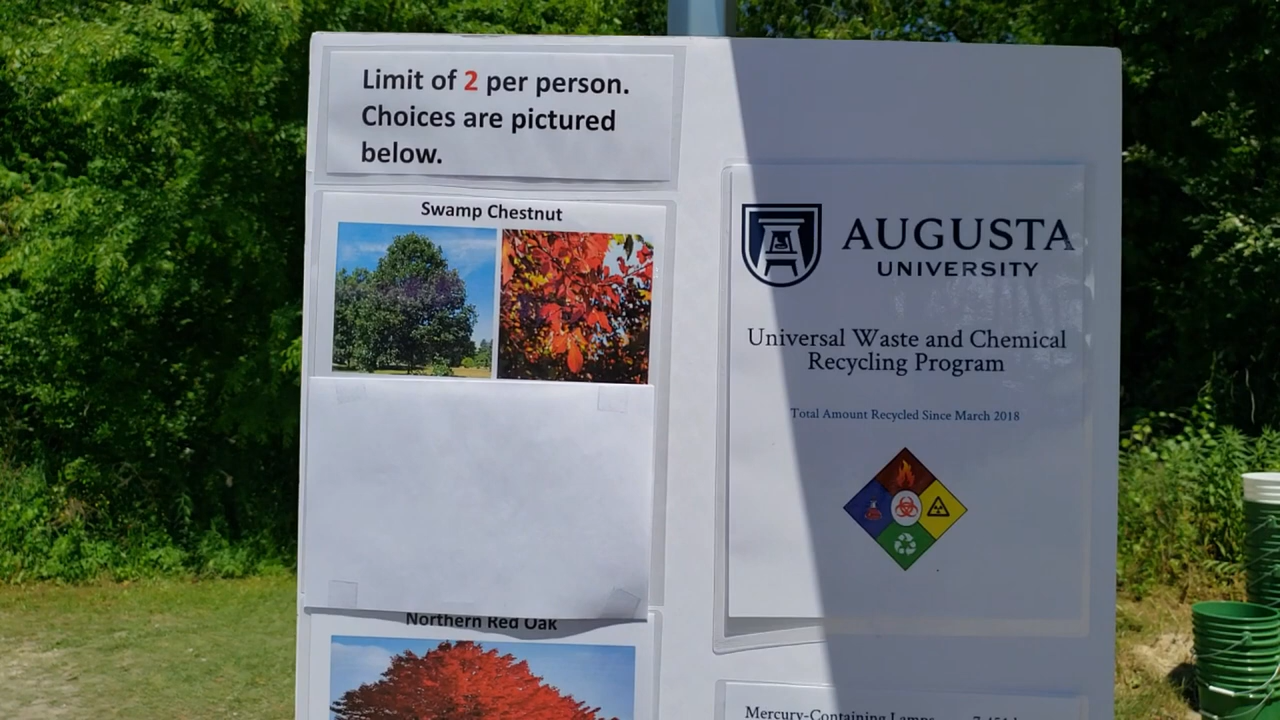 Limit of 2 per person.
Choices are pictured
below.
Swamp Chestnut
Northern Red Oak
AUGUSTA
UNIVERSITY
Universal Waste and Chemical
Recycling Program
Total Amount Recycled Since March 2018
Mercury-Containing Lamps